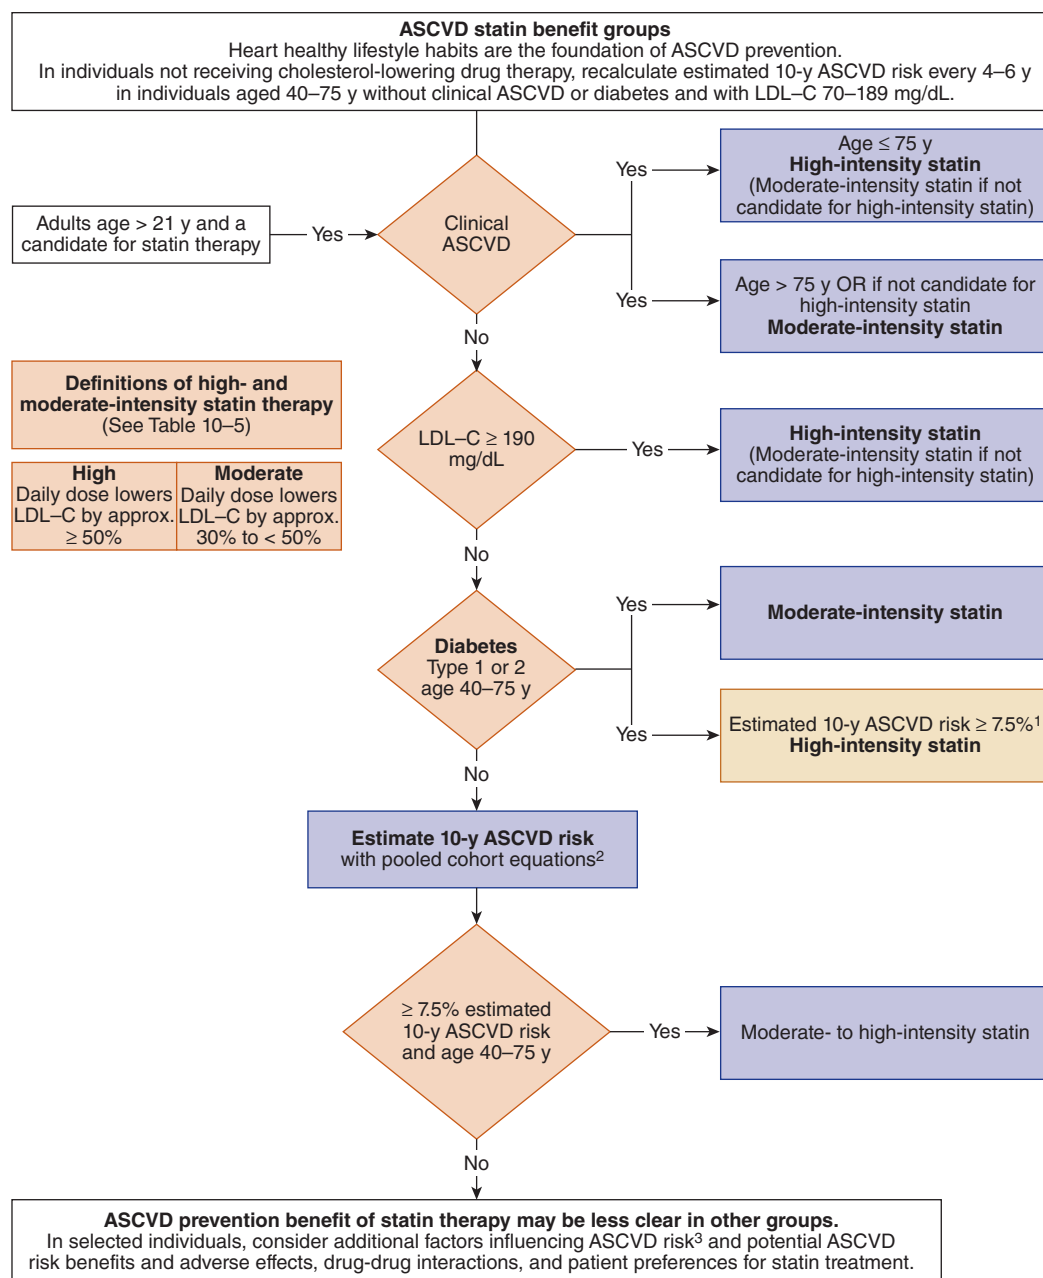 ASCVD statin benefit groups
Heart healthy lifestyle habits are the foundation of ASCVD prevention.
In individuals not receiving cholesterol-lowering drug therapy, recalculate estimated 10-y ASCVD risk every 4–6 y
in individuals aged 40–75 y without clinical ASCVD or diabetes and with LDL–C 70–189 mg/dL.
Adults age > 21 y and a
candidate for statin therapy
Yes
Clinical
ASCVD
Yes
Age ≤ 75 y
High-intensity statin
(Moderate-intensity statin if not
candidate for high-intensity statin)
Yes
Age > 75 y OR if not candidate for
high-intensity statin
Moderate-intensity statin
No
Definitions of high- and
moderate-intensity statin therapy
(See Table 10–5)
High
Daily dose lowers
LDL–C by approx.
≥ 50%
Moderate
Daily dose lowers
LDL–C by approx.
30% to < 50%
LDL–C ≥ 190
mg/dL
Yes
High-intensity statin
(Moderate-intensity statin if not
candidate for high-intensity statin)
No
Diabetes
Type 1 or 2
age 40–75 y
Yes
Moderate-intensity statin
Yes
Estimated 10-y ASCVD risk ≥ 7.5%¹
High-intensity statin
No
Estimate 10-y ASCVD risk
with pooled cohort equations²
≥ 7.5% estimated
10-y ASCVD risk
and age 40–75 y
Yes
Moderate- to high-intensity statin
No
ASCVD prevention benefit of statin therapy may be less clear in other groups.
In selected individuals, consider additional factors influencing ASCVD risk³ and potential ASCVD
risk benefits and adverse effects, drug-drug interactions, and patient preferences for statin treatment.